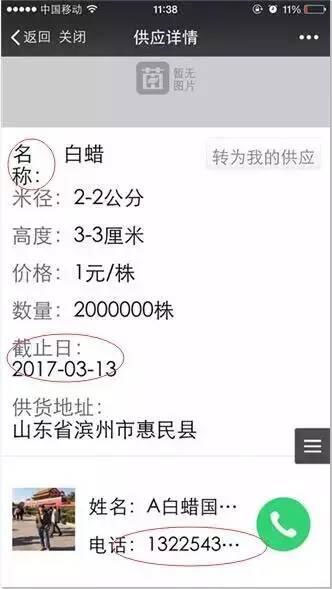 中国移动 11:38 11%
返回 关闭 供应详情
苗 暂无
图片
名 白蜡 转为我的供应
称:
米径: 2-2公分
高度: 3-3厘米
价格: 1元/株
数量: 2000000株
截止日:
2017-03-13
供货地址:
山东省滨州市惠民县
姓名: A白蜡国…
电话: 1322543…